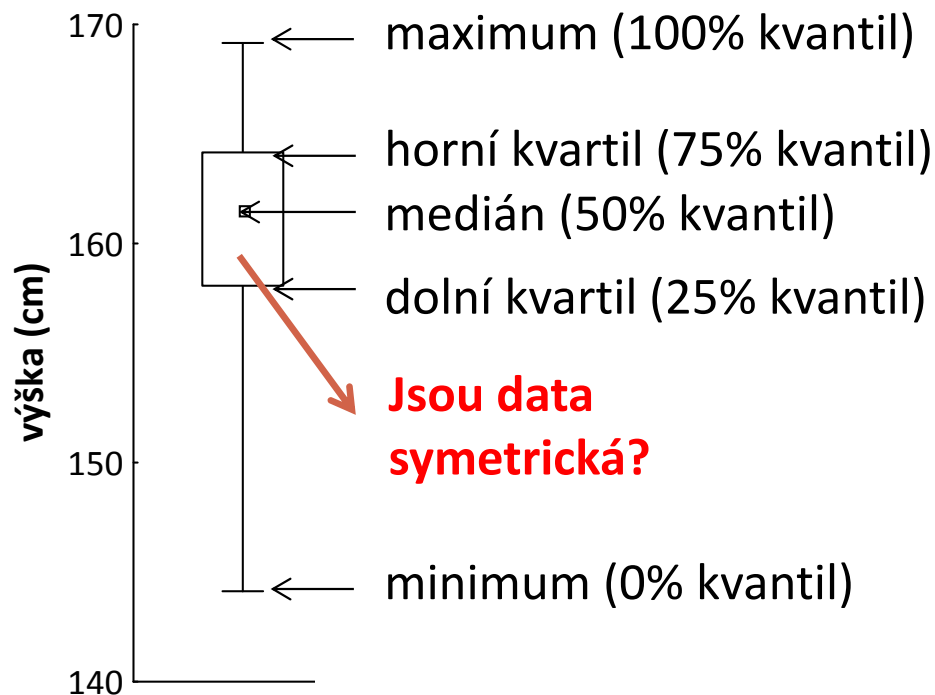 170
maximum (100% kvantil)
horní kvartil (75% kvantil)
medián (50% kvantil)
160
dolní kvartil (25% kvantil)
výška (cm)
Jsou data
symetrická?
150
minimum (0% kvantil)
140